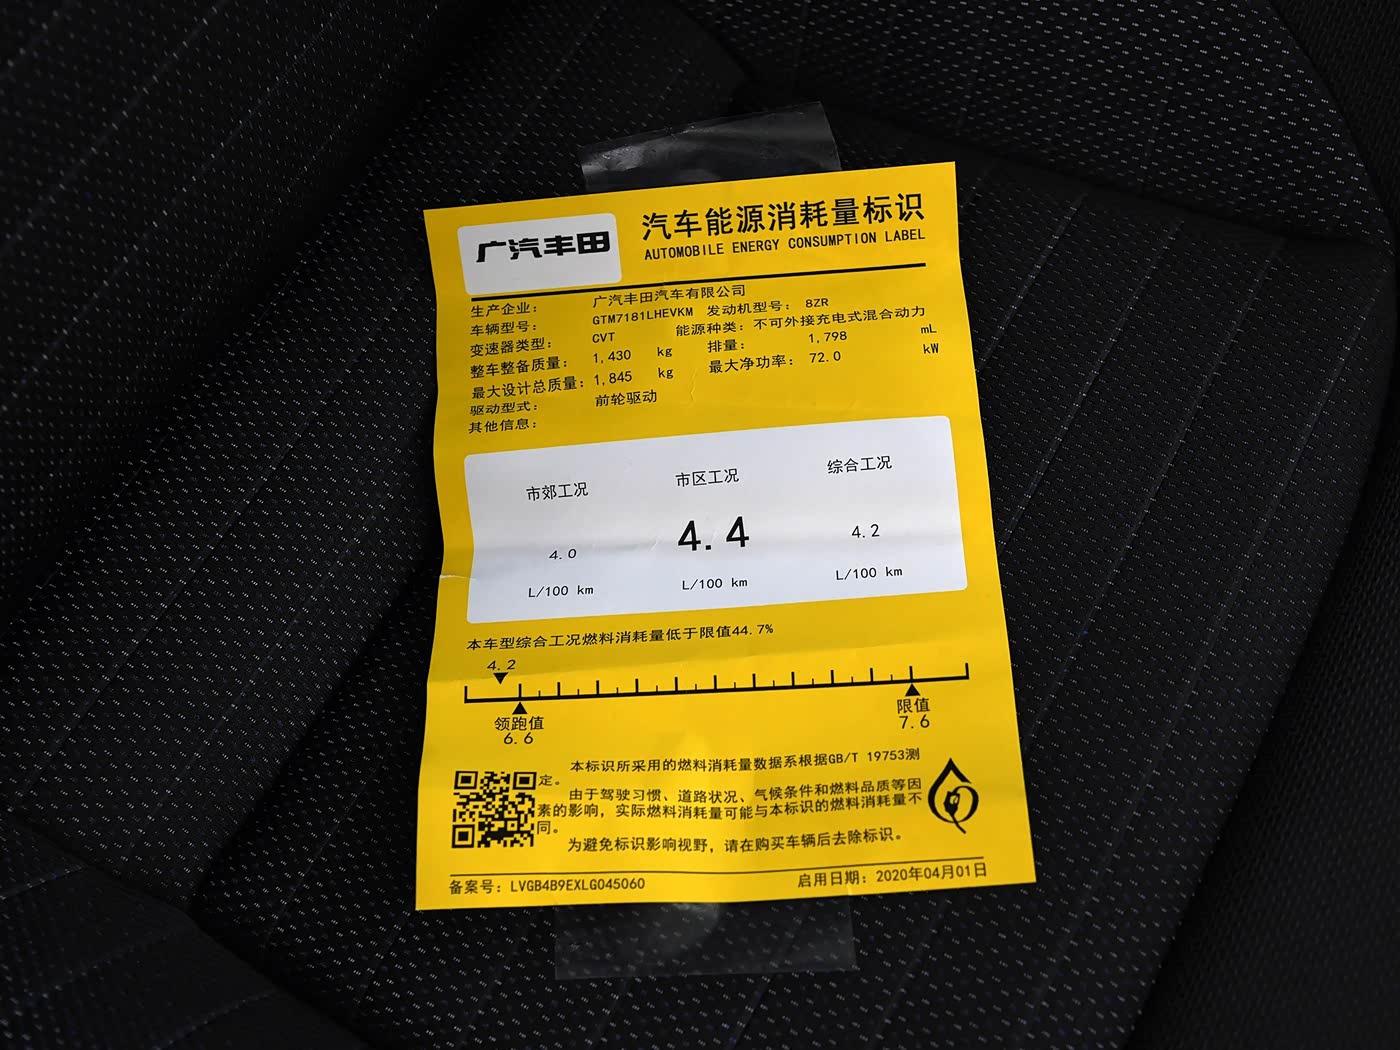 广汽丰田
汽车能源消耗量标识
AUTOMOBILE ENERGY CONSUMPTION LABEL
生产企业： 广汽丰田汽车有限公司
车辆型号： GTM7181LHEVKM 发动机型号： 8ZR
变速器类型： CVT 能源种类：不可外接充电式混合动力
整车整备质量： 1,430 kg 排量： 1,798 mL
最大设计总质量：1,845 kg 最大净功率： 72.0 kW
驱动型式： 前轮驱动
其他信息：
市郊工况 市区工况 综合工况
4.0 4.4 4.2
L/100 km L/100 km L/100 km
本车型综合工况燃料消耗量低于限值44.7%
4.2
领跑值 限值
6.6 7.6
本标识所采用的燃料消耗量数据系根据GB/T 19753测
定。
由于驾驶习惯、道路状况、气候条件和燃料品质等因
素的影响，实际燃料消耗量可能与本标识的燃料消耗量不
同。
为避免标识影响视野，请在购买车辆后去除标识。
备案号：LVGB4B9EXLG045060 启用日期：2020年04月01日